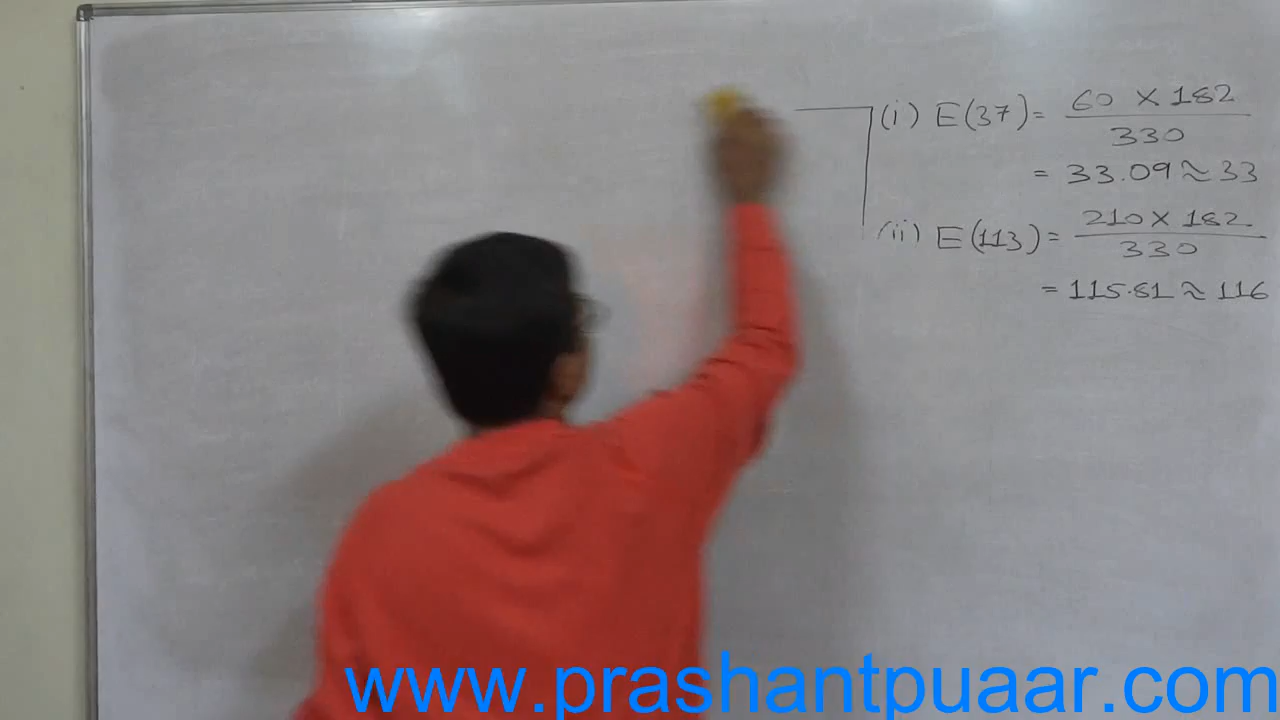 (i) E(37) = 60 × 182 / 330
= 33.09 ≈ 33
(ii) E(113) = 210 × 182 / 330
= 115.81 ≈ 116
www.prashantpuaar.com